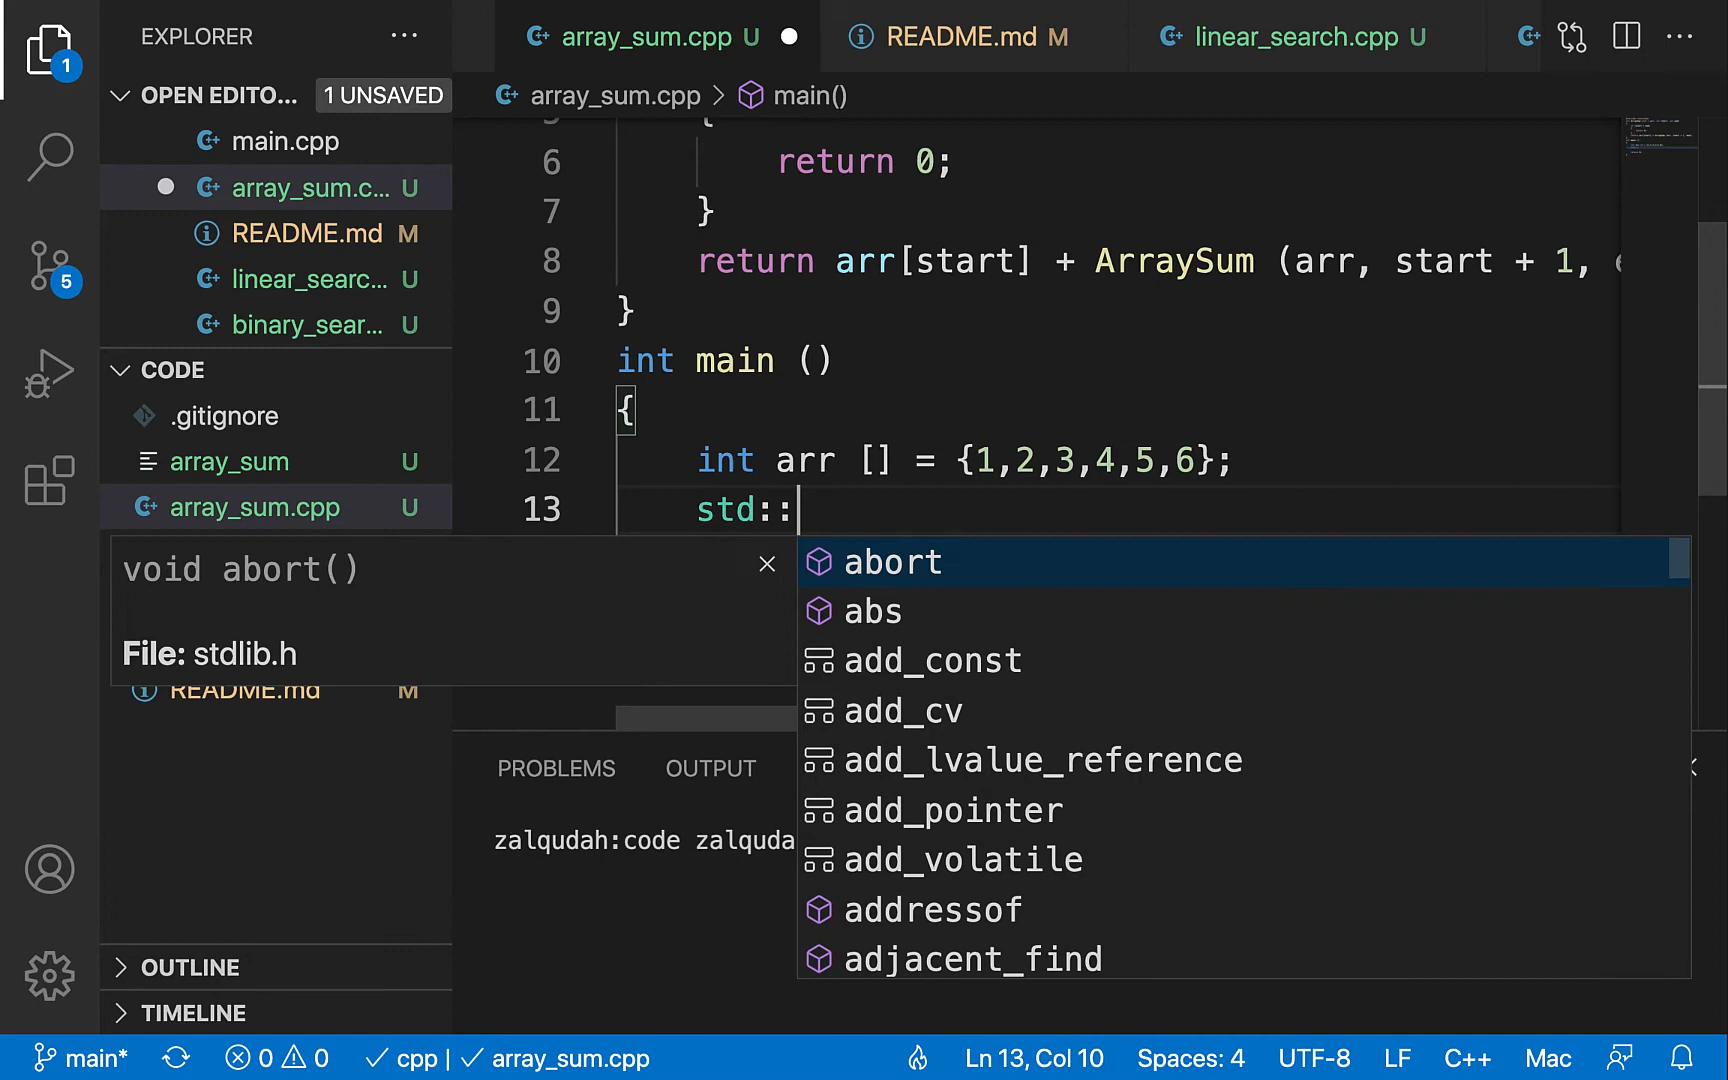 EXPLORER
array_sum.cpp U
README.md M
linear_search.cpp U
OPEN EDITO...
1 UNSAVED
main.cpp
array_sum.c... U
README.md M
linear_searc... U
binary_sear... U
CODE
.gitignore
array_sum U
array_sum.cpp U
README.md M
OUTLINE
TIMELINE
1
5
array_sum.cpp > main()
6 return 0;
7 }
8 return arr[start] + ArraySum (arr, start + 1,
9 }
10 int main ()
11 {
12 int arr [] = {1,2,3,4,5,6};
13 std::
void abort()
File: stdlib.h
abort
abs
add_const
add_cv
add_lvalue_reference
add_pointer
add_volatile
addressof
adjacent_find
PROBLEMS OUTPUT
zalqudah:code zalquda
main* 0 0 cpp | array_sum.cpp Ln 13, Col 10 Spaces: 4 UTF-8 LF C++ Mac